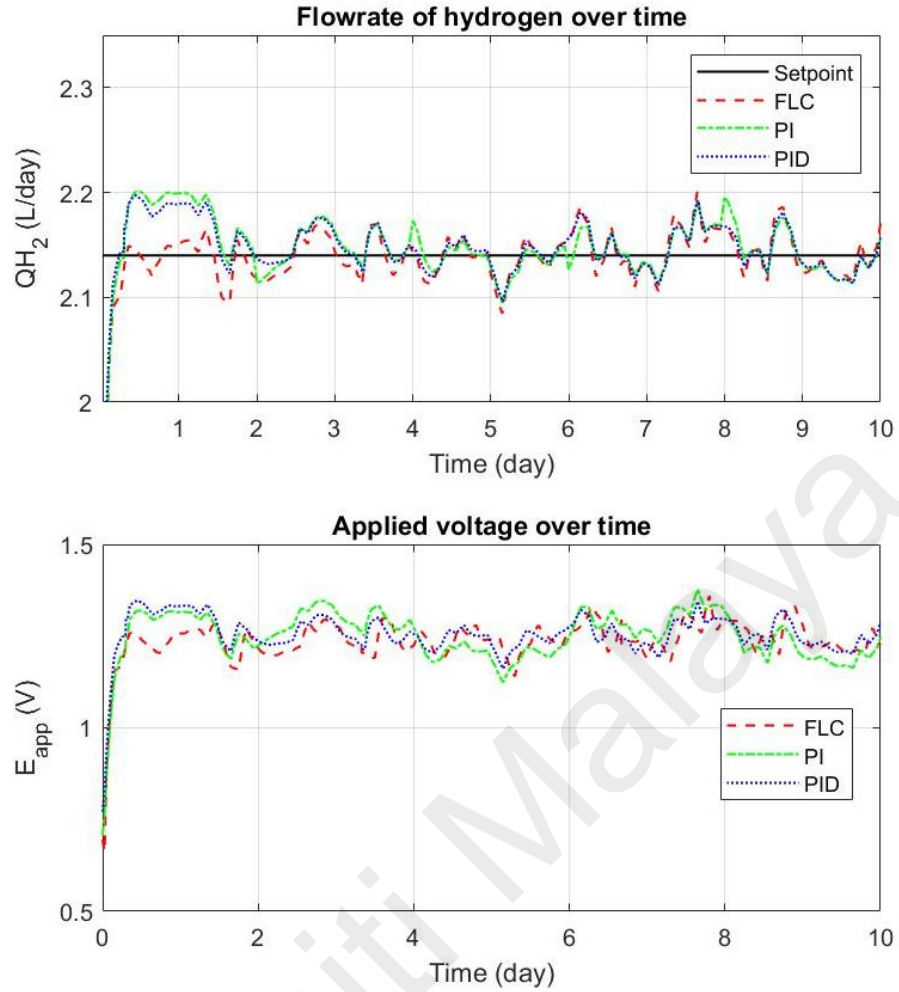 Flowrate of hydrogen over time
QH2 (L/day)
2.3
2.2
2.1
2
Setpoint
FLC
PI
PID
1 2 3 4 5 6 7 8 9 10
Time (day)
Applied voltage over time
Eapp (V)
1.5
1
0.5
FLC
PI
PID
0 2 4 6 8 10
Time (day)
iti Malaya